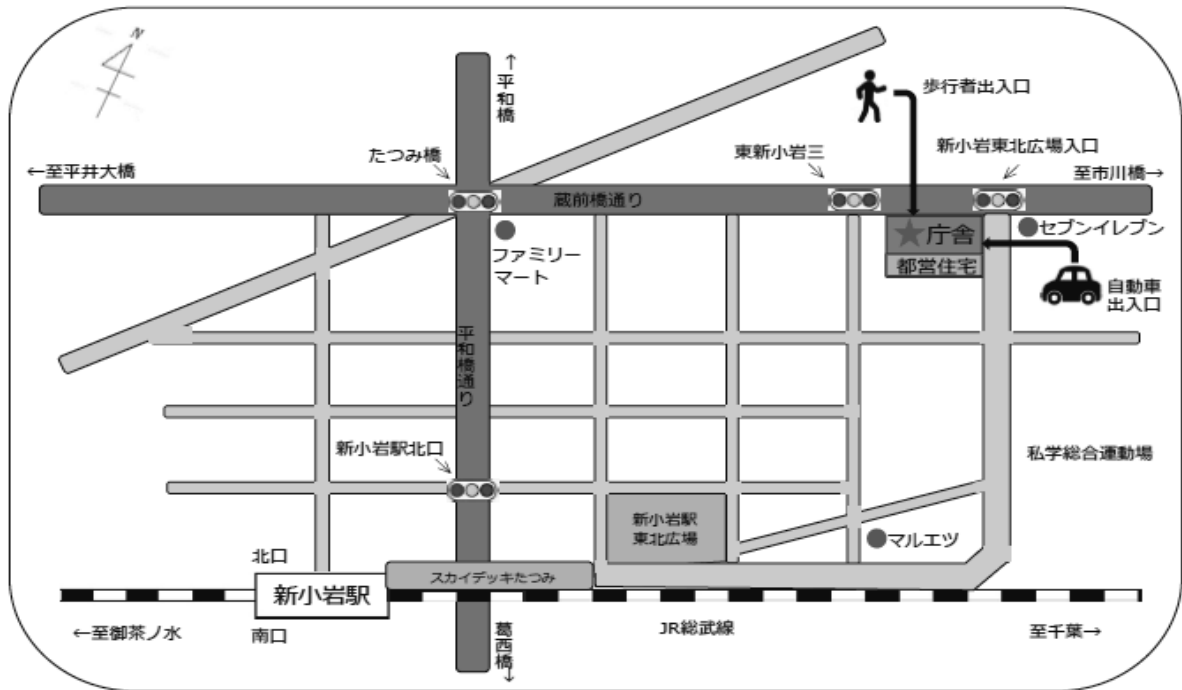 N
↑平和橋
歩行者出入口
たつみ橋
東新小岩三
新小岩東北広場入口
←至平井大橋
至市川橋→
蔵前橋通り
★庁舎
セブンイレブン
ファミリー
マート
都営住宅
自動車
出入口
平和橋通り
新小岩駅北口
私学総合運動場
新小岩駅
東北広場
マルエツ
北口
スカイデッキたつみ
新小岩駅
←至御茶ノ水
南口
葛西橋→
JR総武線
至千葉→